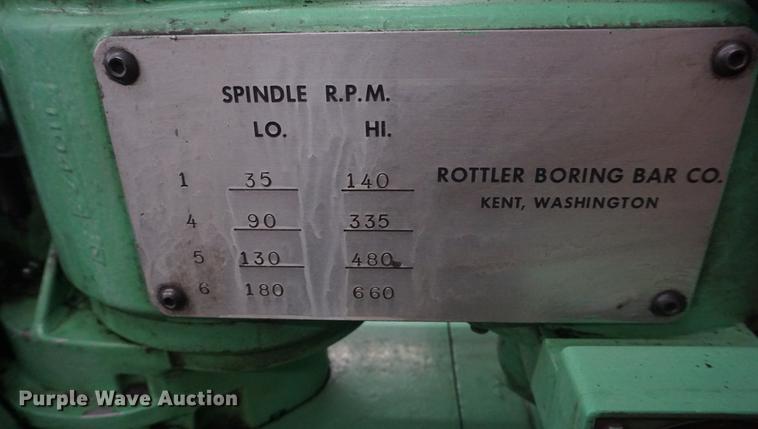 SPINDLE R.P.M.
LO. HI.
1 35 140
4 90 335
5 130 480
6 180 660
ROTTLER BORING BAR CO.
KENT, WASHINGTON
Purple Wave Auction